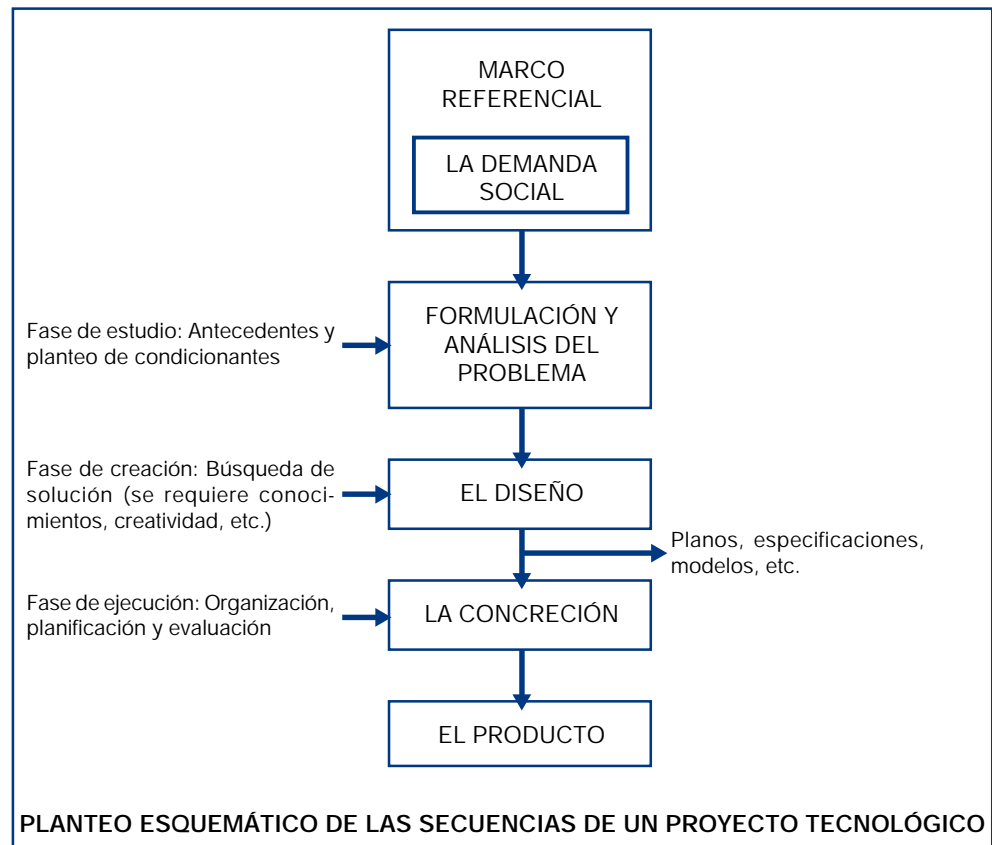 MARCO
REFERENCIAL
LA DEMANDA
SOCIAL
Fase de estudio: Antecedentes y
planteo de condicionantes
FORMULACIÓN Y
ANÁLISIS DEL
PROBLEMA
Fase de creación: Búsqueda de
solución (se requiere conoci-
mientos, creatividad, etc.)
EL DISEÑO
Planos, especificaciones,
modelos, etc.
Fase de ejecución: Organización,
planificación y evaluación
LA CONCRECIÓN
EL PRODUCTO
PLANTEO ESQUEMÁTICO DE LAS SECUENCIAS DE UN PROYECTO TECNOLÓGICO